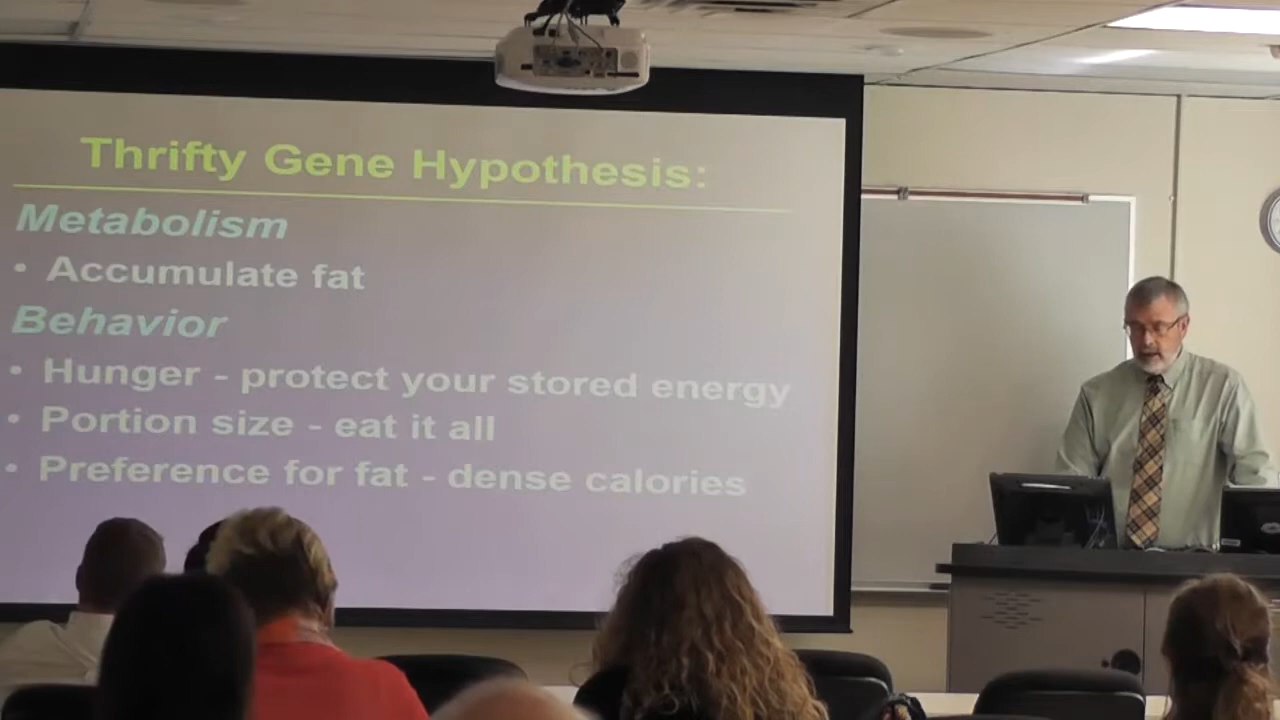 Thrifty Gene Hypothesis:
Metabolism
• Accumulate fat
Behavior
• Hunger - protect your stored energy
• Portion size - eat it all
• Preference for fat - dense calories